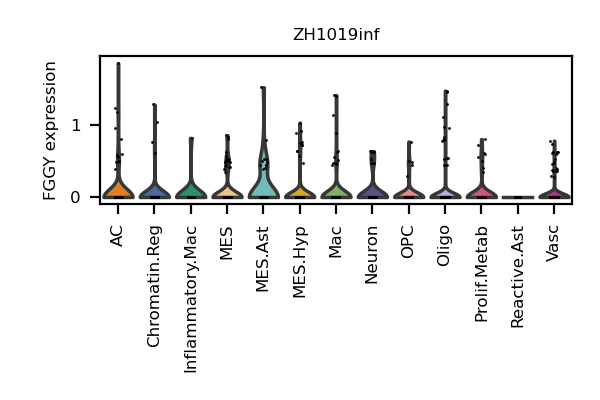 ZH1019inf
FGGY expression
1
0
AC
Chromatin.Reg
Inflammatory.Mac
MES
MES.Ast
MES.Hyp
Mac
Neuron
OPC
Oligo
Prolif.Metab
Reactive.Ast
Vasc